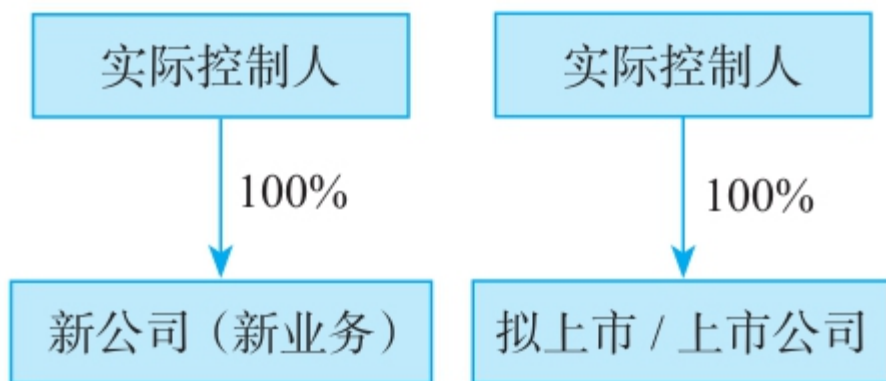 实际控制人
实际控制人
100%
100%
新公司（新业务）
拟上市 / 上市公司